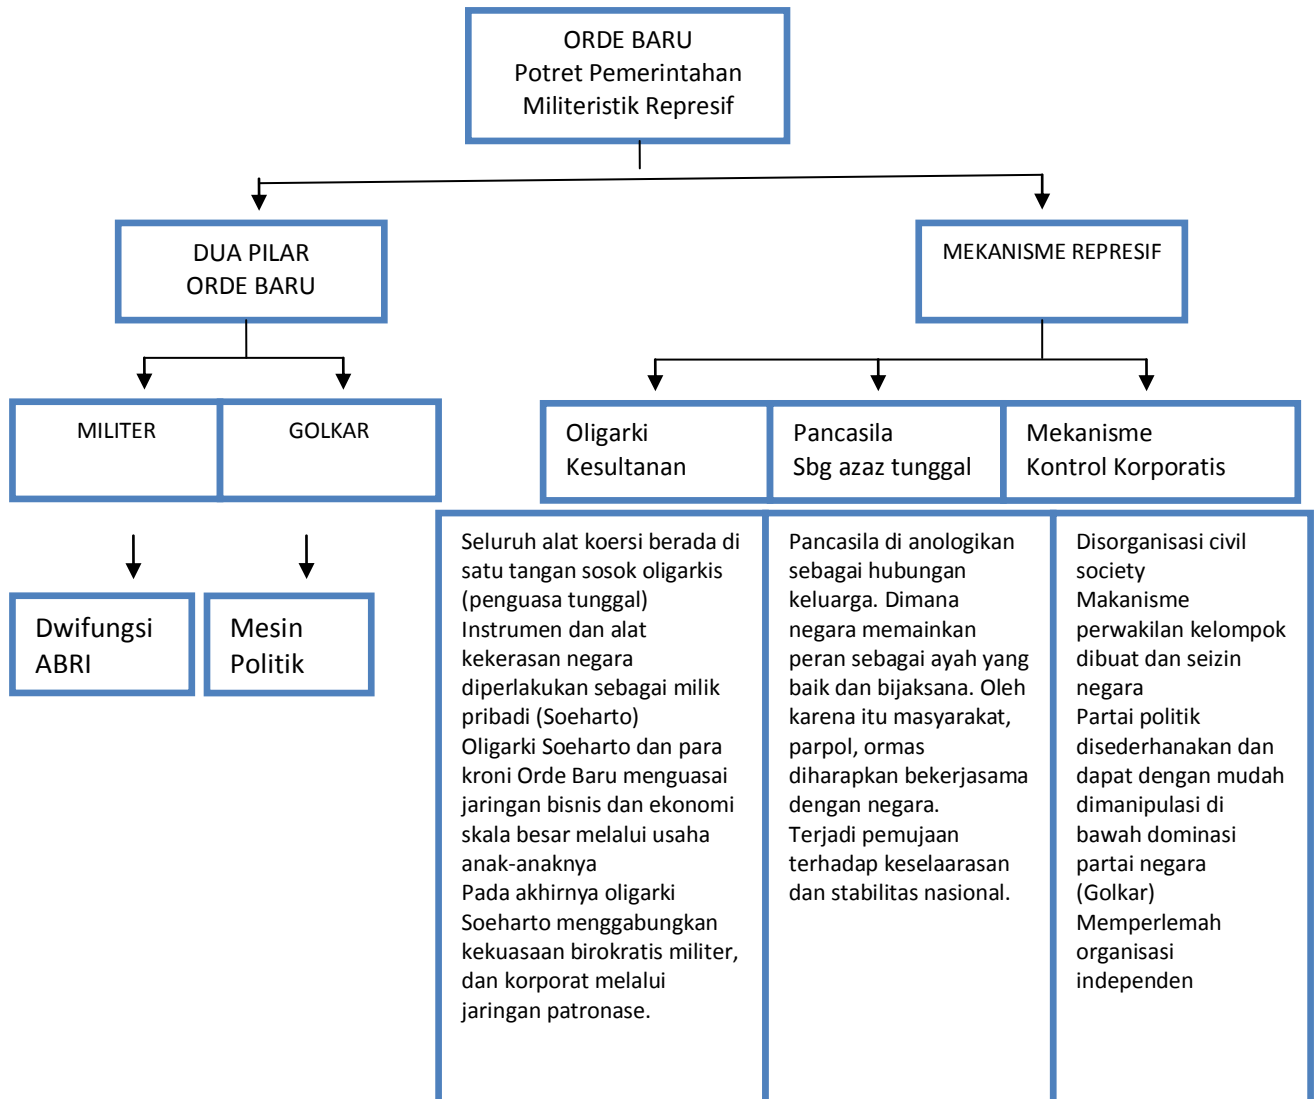 ORDE BARU
Potret Pemerintahan
Militeristik Represif
DUA PILAR
ORDE BARU
MEKANISME REPRESIF
MILITER
GOLKAR
Oligarki
Kesultanan
Pancasila
Sbg azaz tunggal
Mekanisme
Kontrol Korporatis
Dwifungsi
ABRI
Mesin
Politik
Seluruh alat koersi berada di
satu tangan sosok oligarkis
(penguasa tunggal)
Instrumen dan alat
kekerasan negara
diperlakukan sebagai milik
pribadi (Soeharto)
Oligarki Soeharto dan para
kroni Orde Baru menguasai
jaringan bisnis dan ekonomi
skala besar melalui usaha
anak-anaknya
Pada akhirnya oligarki
Soeharto menggabungkan
kekuasaan birokratis militer,
dan korporat melalui
jaringan patronase.
Pancasila di anologikan
sebagai hubungan
keluarga. Dimana
negara memainkan
peran sebagai ayah yang
baik dan bijaksana. Oleh
karena itu masyarakat,
parpol, ormas
diharapkan bekerjasama
dengan negara.
Terjadi pemujaan
terhadap keselaarasan
dan stabilitas nasional.
Disorganisasi civil
society
Makanisme
perwakilan kelompok
dibuat dan seizin
negara
Partai politik
disederhanakan dan
dapat dengan mudah
dimanipulasi di
bawah dominasi
partai negara
(Golkar)
Memperlemah
organisasi
independen